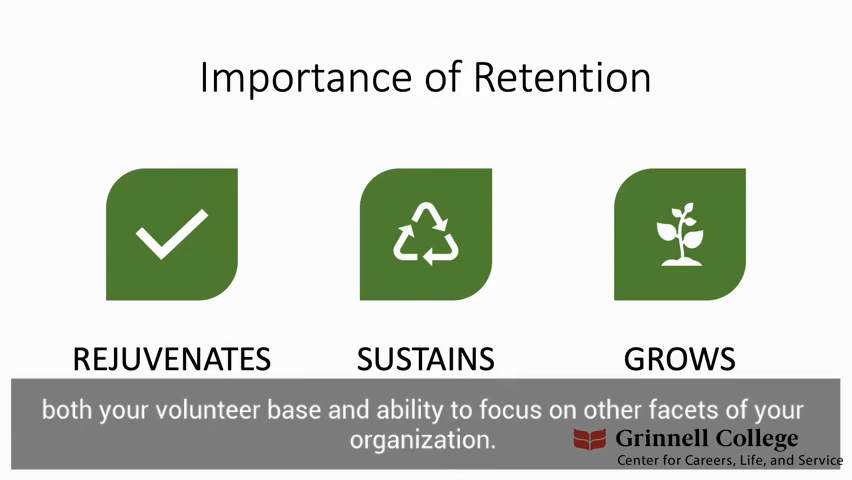 Importance of Retention
REJUVENATES
SUSTAINS
GROWS
both your volunteer base and ability to focus on other facets of your
organization.
Grinnell College
Center for Careers, Life, and Service